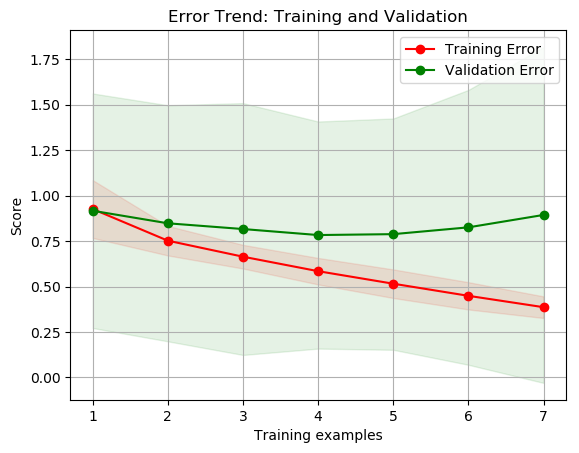 Error Trend: Training and Validation
Training Error
Validation Error
1.75
1.50
1.25
1.00
0.75
0.50
0.25
0.00
Score
1 2 3 4 5 6 7
Training examples